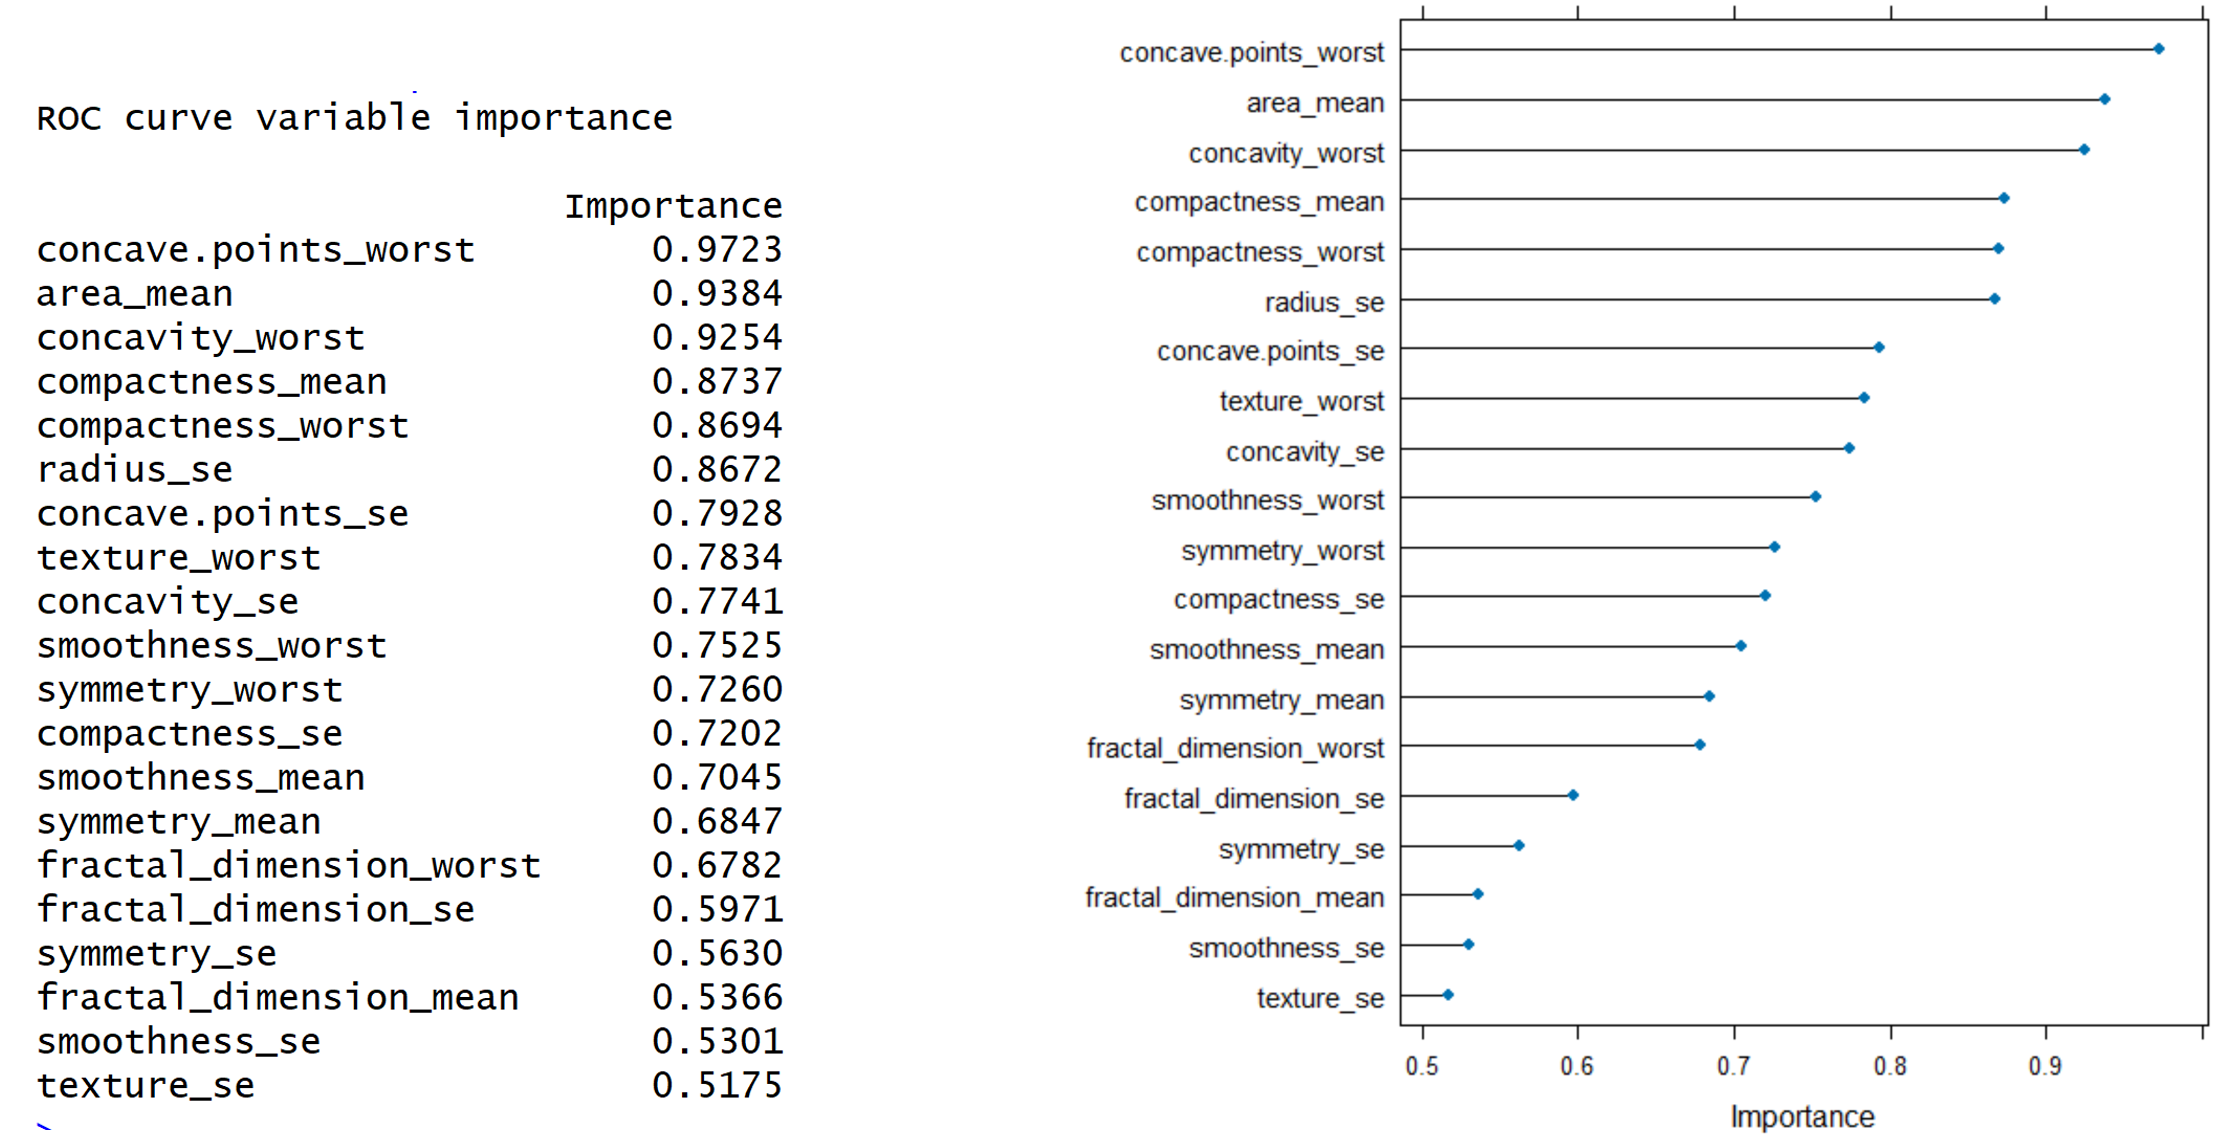 ROC curve variable importance
Importance
concave.points_worst 0.9723
area_mean 0.9384
concavity_worst 0.9254
compactness_mean 0.8737
compactness_worst 0.8694
radius_se 0.8672
concave.points_se 0.7928
texture_worst 0.7834
concavity_se 0.7741
smoothness_worst 0.7525
symmetry_worst 0.7260
compactness_se 0.7202
smoothness_mean 0.7045
symmetry_mean 0.6847
fractal_dimension_worst 0.6782
fractal_dimension_se 0.5971
symmetry_se 0.5630
fractal_dimension_mean 0.5366
smoothness_se 0.5301
texture_se 0.5175
>
concave.points_worst
area_mean
concavity_worst
compactness_mean
compactness_worst
radius_se
concave.points_se
texture_worst
concavity_se
smoothness_worst
symmetry_worst
compactness_se
smoothness_mean
symmetry_mean
fractal_dimension_worst
fractal_dimension_se
symmetry_se
fractal_dimension_mean
smoothness_se
texture_se
0.5 0.6 0.7 0.8 0.9
Importance